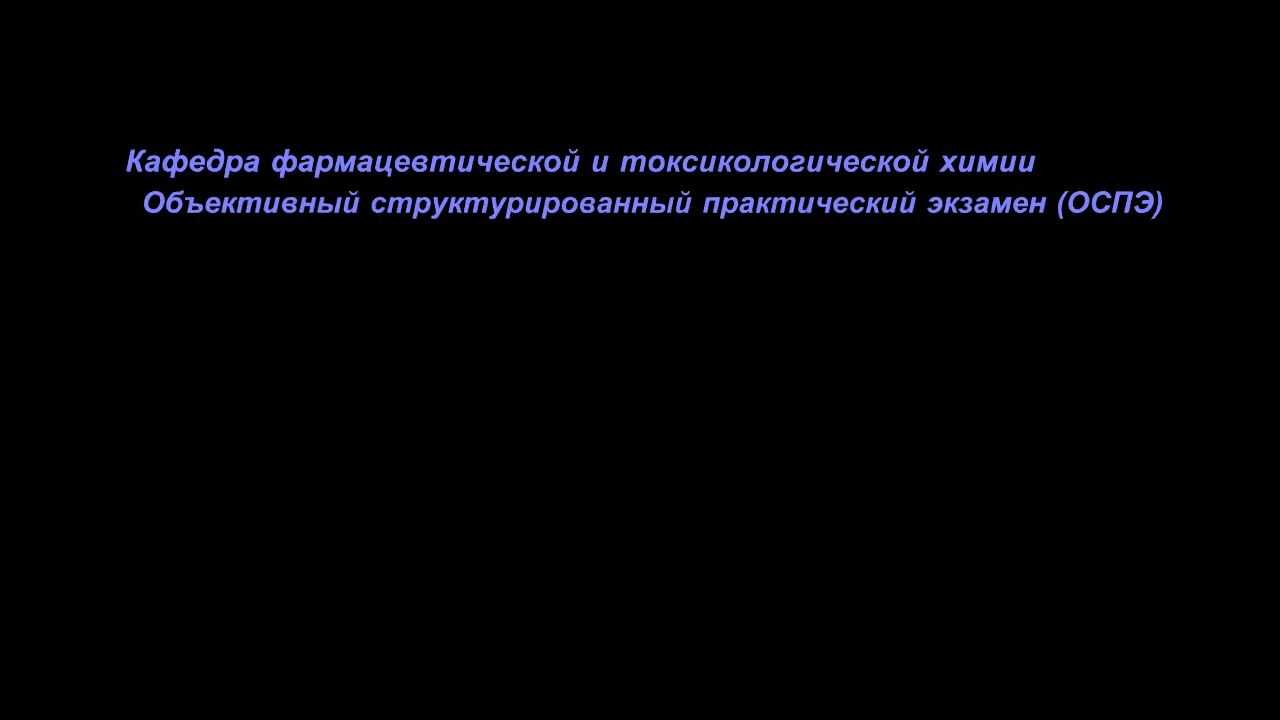 Кафедра фармацевтической и токсикологической химии
Объективный структурированный практический экзамен (ОСПЭ)